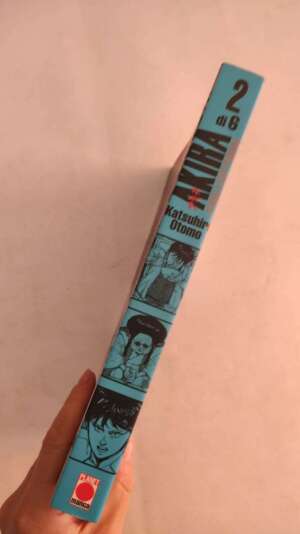 2
di 6
AKIRA
Katsuhiro
Otomo
PLANET
manga